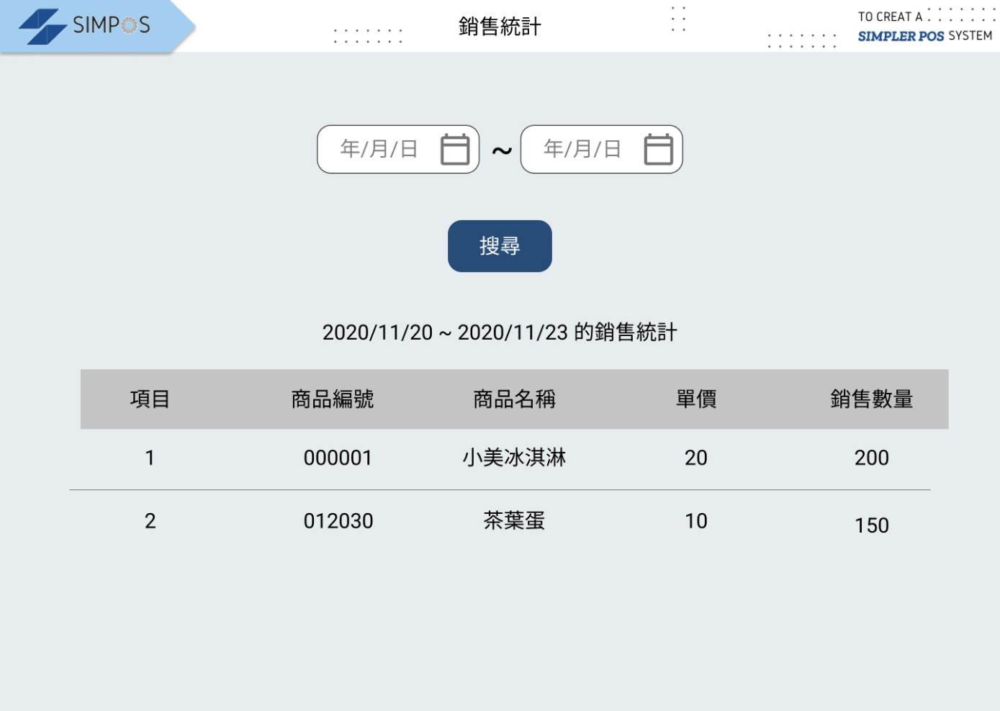 SIMPOS
銷售統計
TO CREAT A
SIMPLER POS SYSTEM
年/月/日 ~ 年/月/日
搜尋
2020/11/20 ~ 2020/11/23 的銷售統計
項目 商品編號 商品名稱 單價 銷售數量
1 000001 小美冰淇淋 20 200
2 012030 茶葉蛋 10 150